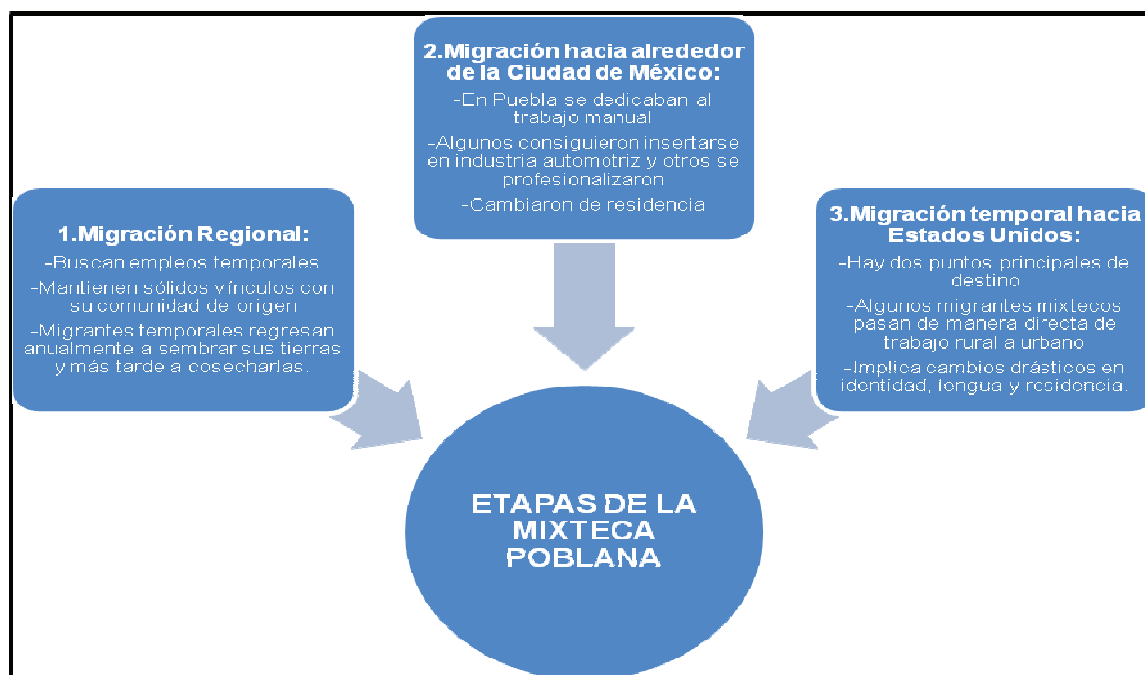 1.Migración Regional:
-Buscan empleos temporales
-Mantienen sólidos vínculos con
su comunidad de origen
-Migrantes temporales regresan
anualmente a sembrar sus tierras
y más tarde a cosecharlas.
2.Migración hacia alrededor
de la Ciudad de México:
-En Puebla se dedicaban al
trabajo manual
-Algunos consiguieron insertarse
en industria automotriz y otros se
profesionalizaron
-Cambiaron de residencia
3.Migración temporal hacia
Estados Unidos:
-Hay dos puntos principales de
destino
-Algunos migrantes mixtecos
pasan de manera directa de
trabajo rural a urbano
-Implica cambios drásticos en
identidad, lengua y residencia.
ETAPAS DE LA
MIXTECA
POBLANA